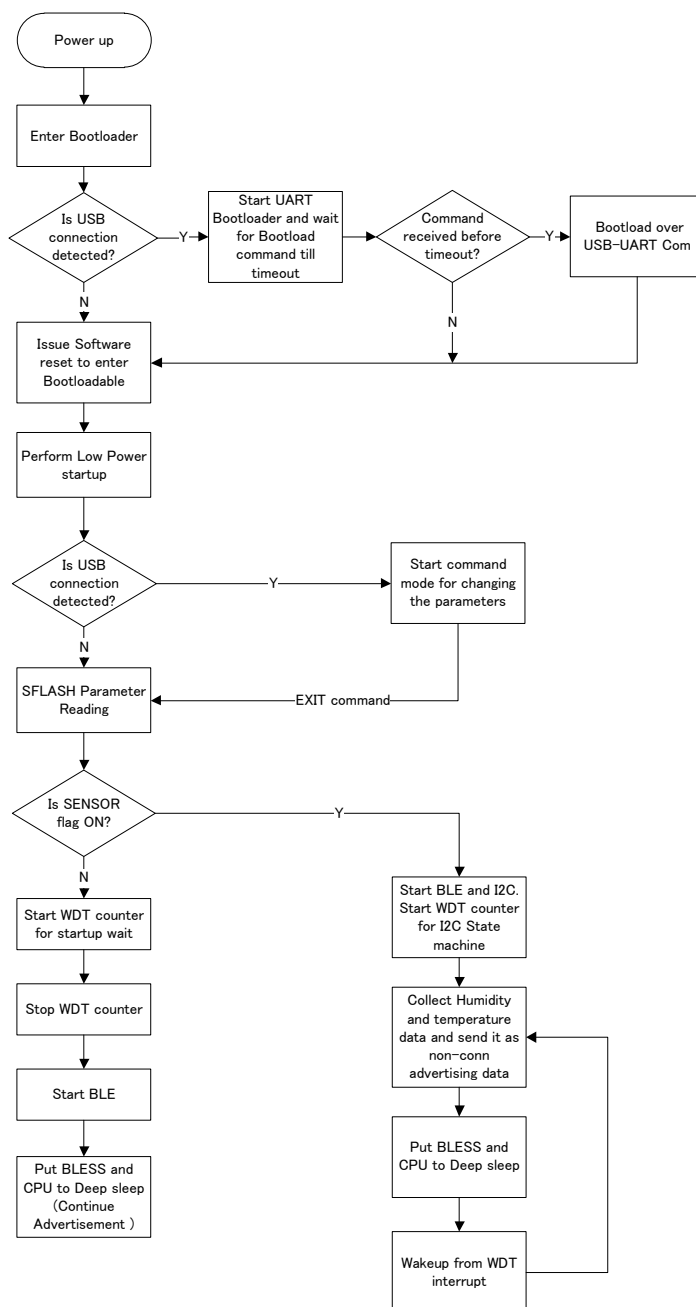 Power up
Enter Bootloader
Is USB
connection
detected?
Y
Start UART
Bootloader and wait
for Bootload
command till
timeout
Command
received before
timeout?
Y
Bootload over
USB-UART Com
N
N
Issue Software
reset to enter
Bootloadable
Perform Low Power
startup
Is USB
connection
detected?
Y
Start command
mode for changing
the parameters
N
SFLASH Parameter
Reading
EXIT command
Is SENSOR
flag ON?
Y
N
Start WDT counter
for startup wait
Stop WDT counter
Start BLE
Put BLESS and
CPU to Deep sleep
(Continue
Advertisement )
Start BLE and I2C.
Start WDT counter
for I2C State
machine
Collect Humidity
and temperature
data and send it as
non-conn
advertising data
Put BLESS and
CPU to Deep sleep
Wakeup from WDT
interrupt